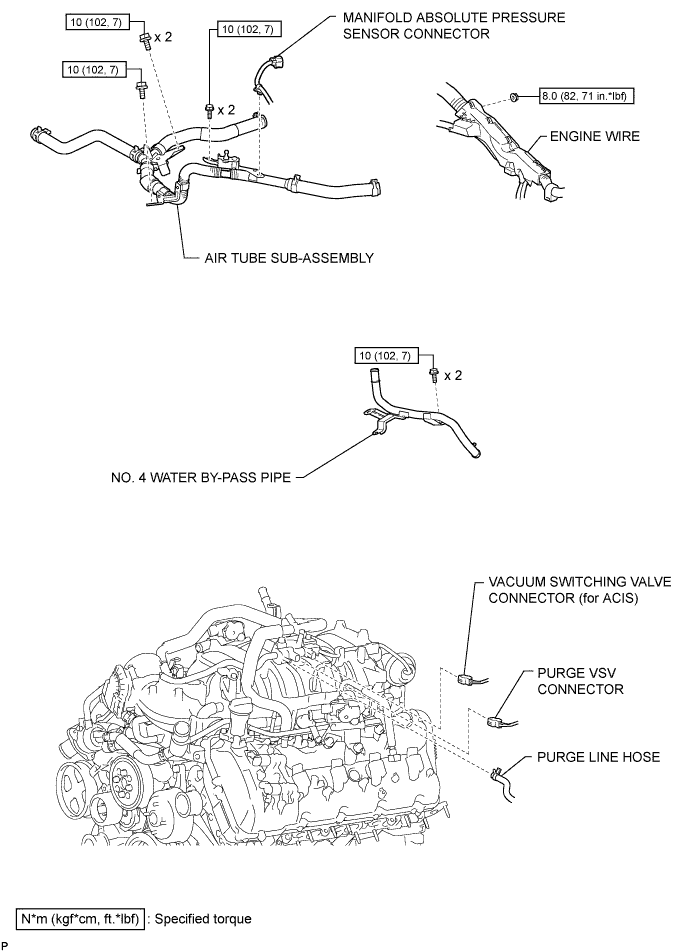 10 (102, 7)
x 2
10 (102, 7)
10 (102, 7)
x 2
MANIFOLD ABSOLUTE PRESSURE
SENSOR CONNECTOR
8.0 (82, 71 in.*lbf)
ENGINE WIRE
AIR TUBE SUB-ASSEMBLY
10 (102, 7)
x 2
NO. 4 WATER BY-PASS PIPE
VACUUM SWITCHING VALVE
CONNECTOR (for ACIS)
PURGE VSV
CONNECTOR
PURGE LINE HOSE
N*m (kgf*cm, ft.*lbf) : Specified torque
P